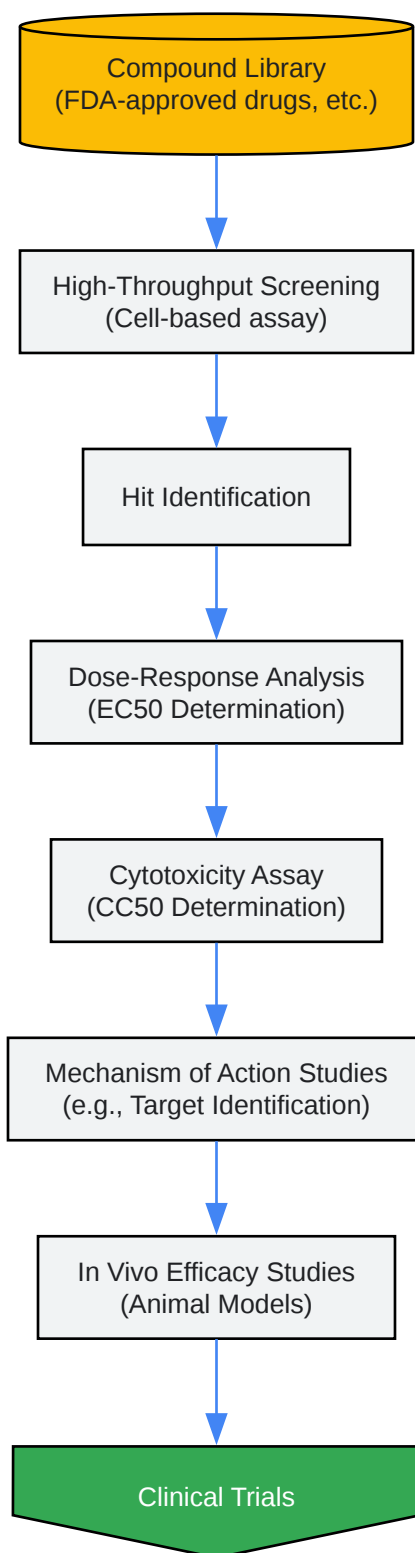 Compound Library
(FDA-approved drugs, etc.)
High-Throughput Screening
(Cell-based assay)
Hit Identification
Dose-Response Analysis
(EC50 Determination)
Cytotoxicity Assay
(CC50 Determination)
Mechanism of Action Studies
(e.g., Target Identification)
In Vivo Efficacy Studies
(Animal Models)
Clinical Trials